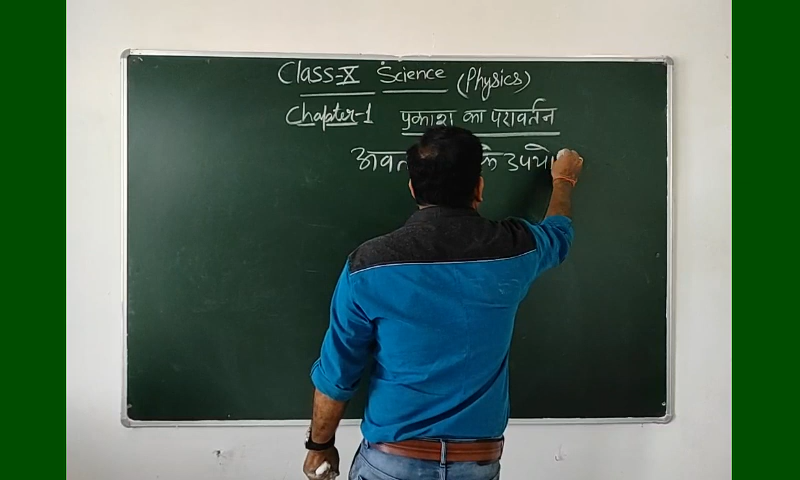 Class-X Science (Physics)
Chapter-1 प्रकाश का परावर्तन
के